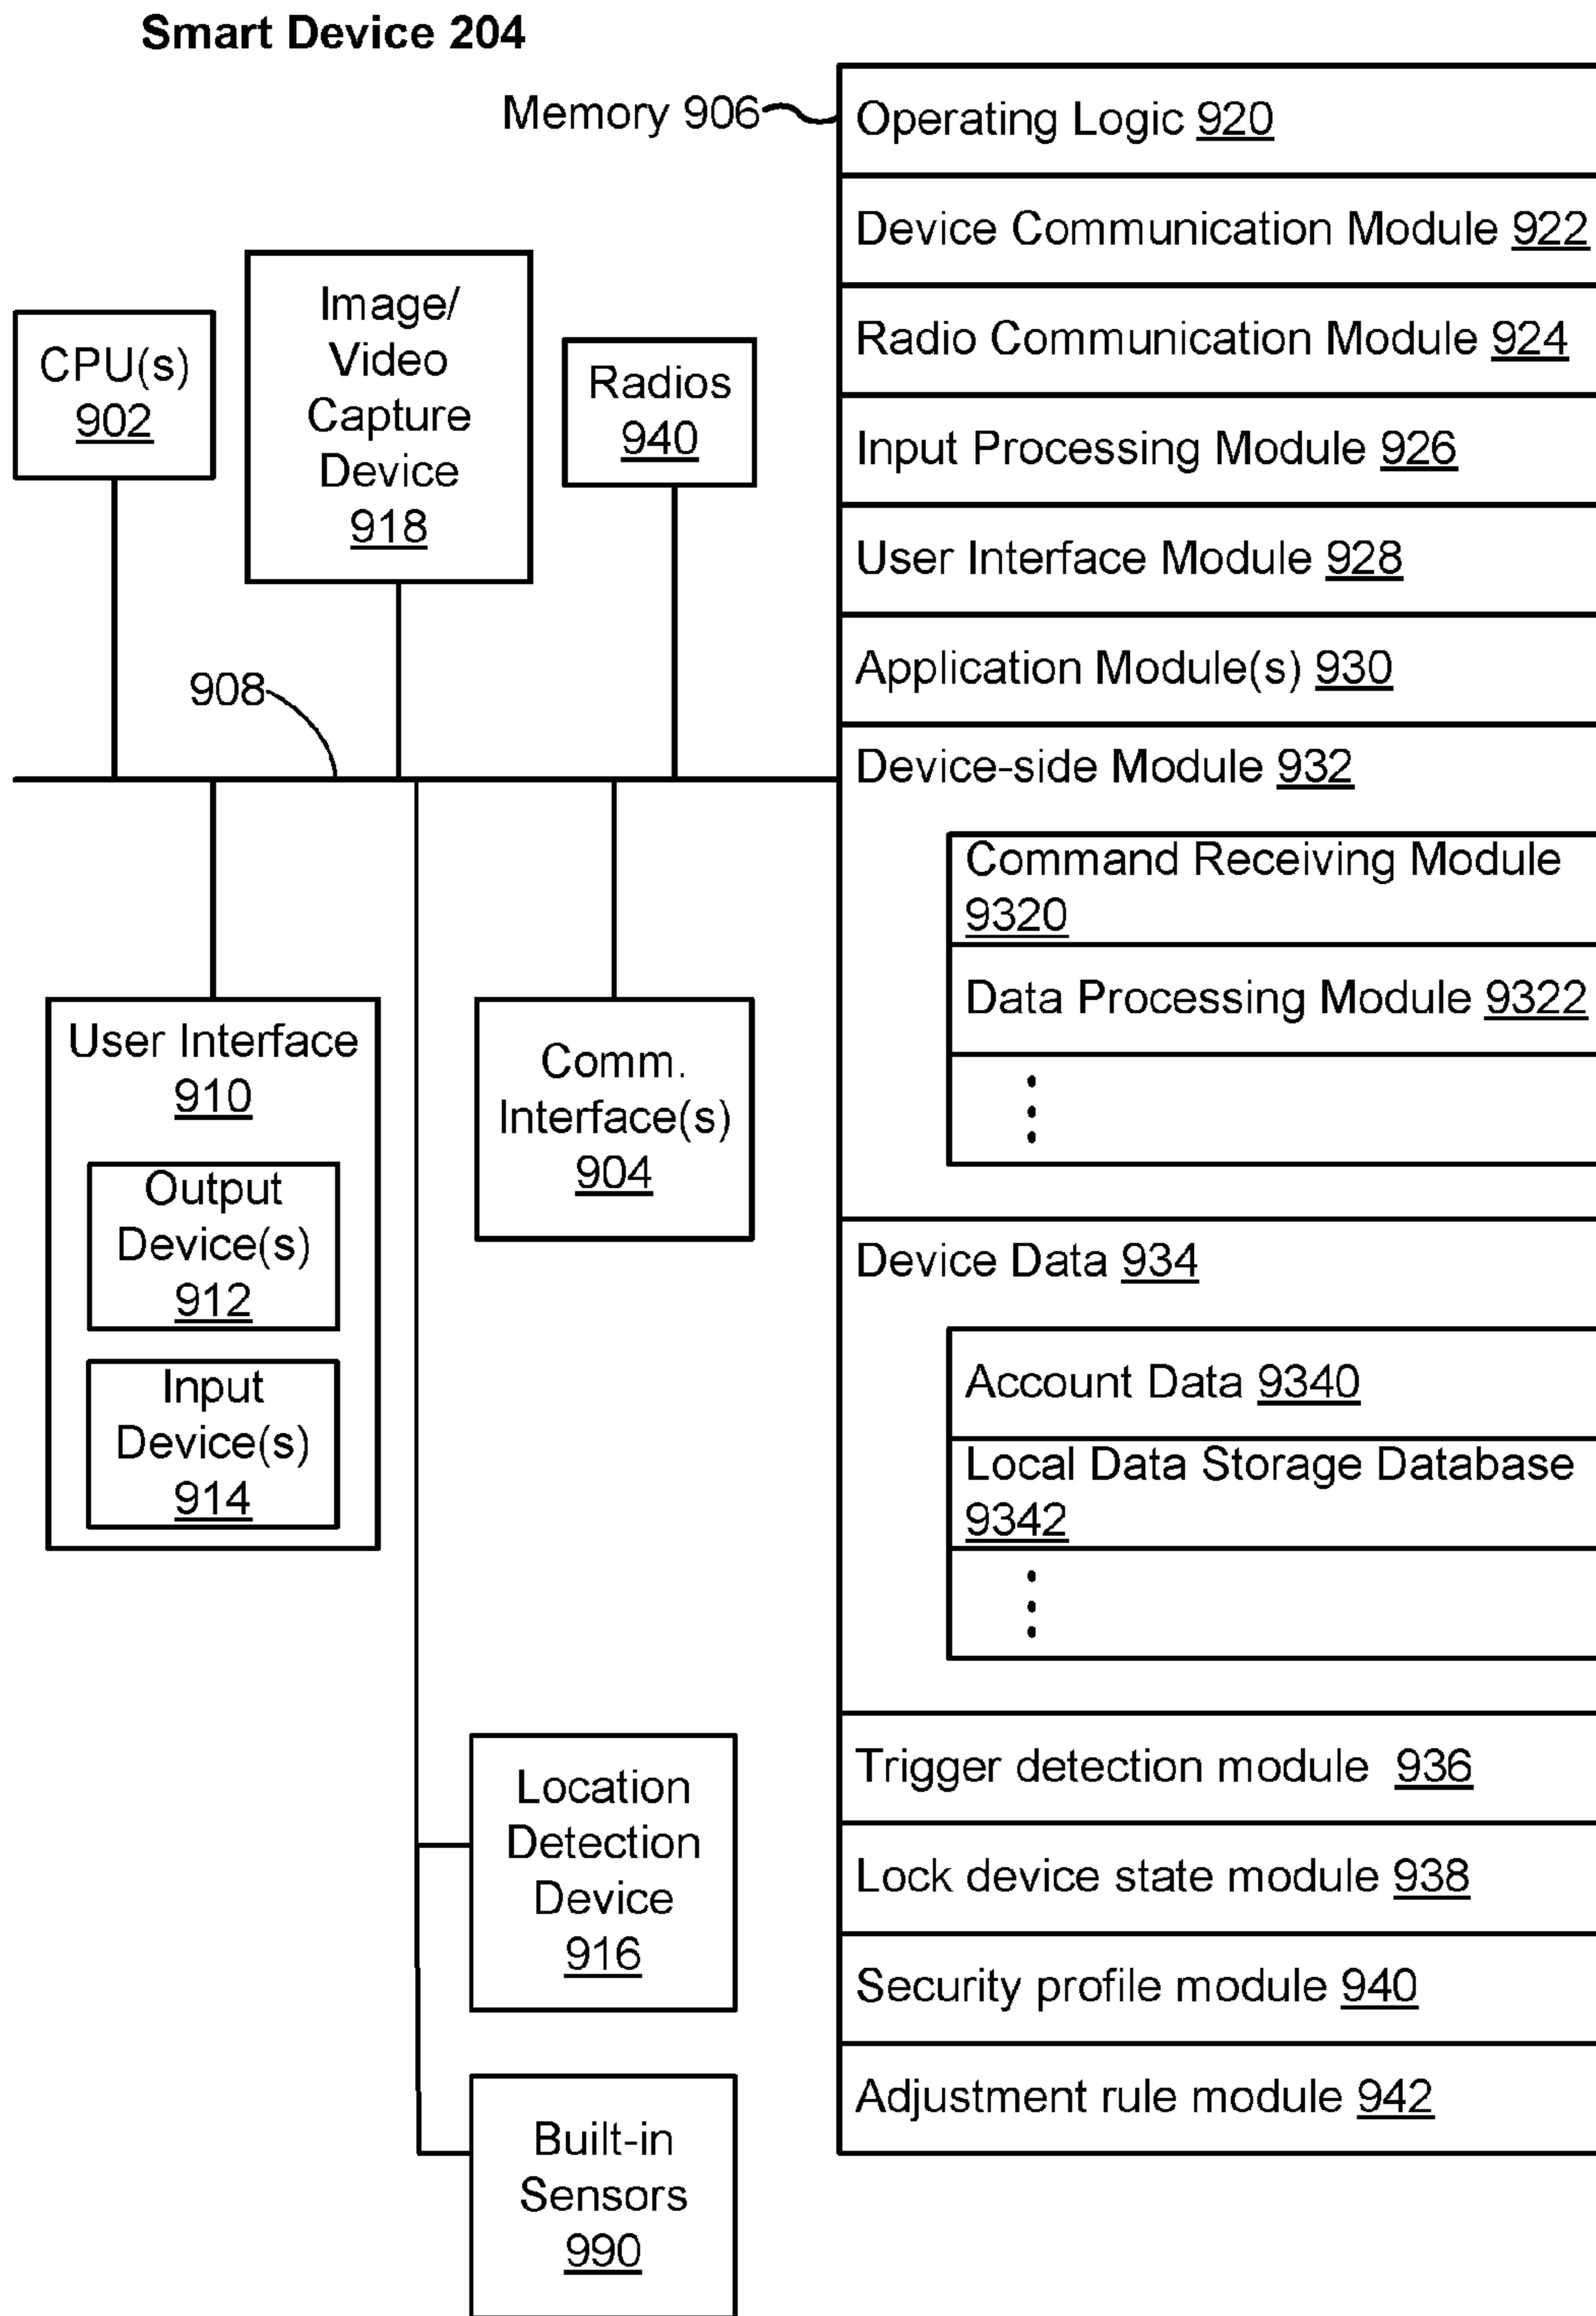 Smart Device 204
Memory 906
Operating Logic 920
Device Communication Module 922
Radio Communication Module 924
Input Processing Module 926
User Interface Module 928
Application Module(s) 930
Device-side Module 932
Command Receiving Module
9320
Data Processing Module 9322
Device Data 934
Account Data 9340
Local Data Storage Database
9342
Trigger detection module 936
Lock device state module 938
Security profile module 940
Adjustment rule module 942
CPU(s)
902
Image/
Video
Capture
Device
918
Radios
940
908
User Interface
910
Output
Device(s)
912
Input
Device(s)
914
Comm.
Interface(s)
904
Location
Detection
Device
916
Built-in
Sensors
990